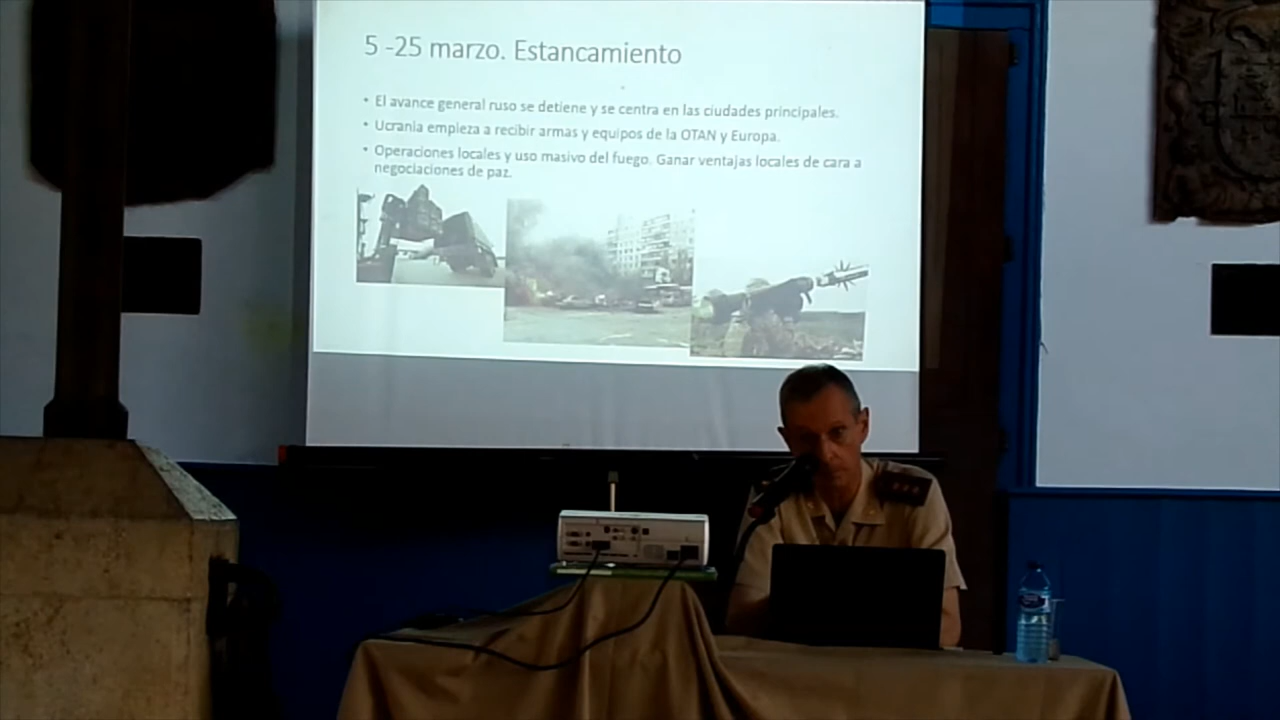 5 -25 marzo. Estancamiento
• El avance general ruso se detiene y se centra en las ciudades principales.
• Ucrania empieza a recibir armas y equipos de la OTAN y Europa.
• Operaciones locales y uso masivo del fuego. Ganar ventajas locales de cara a
negociaciones de paz.